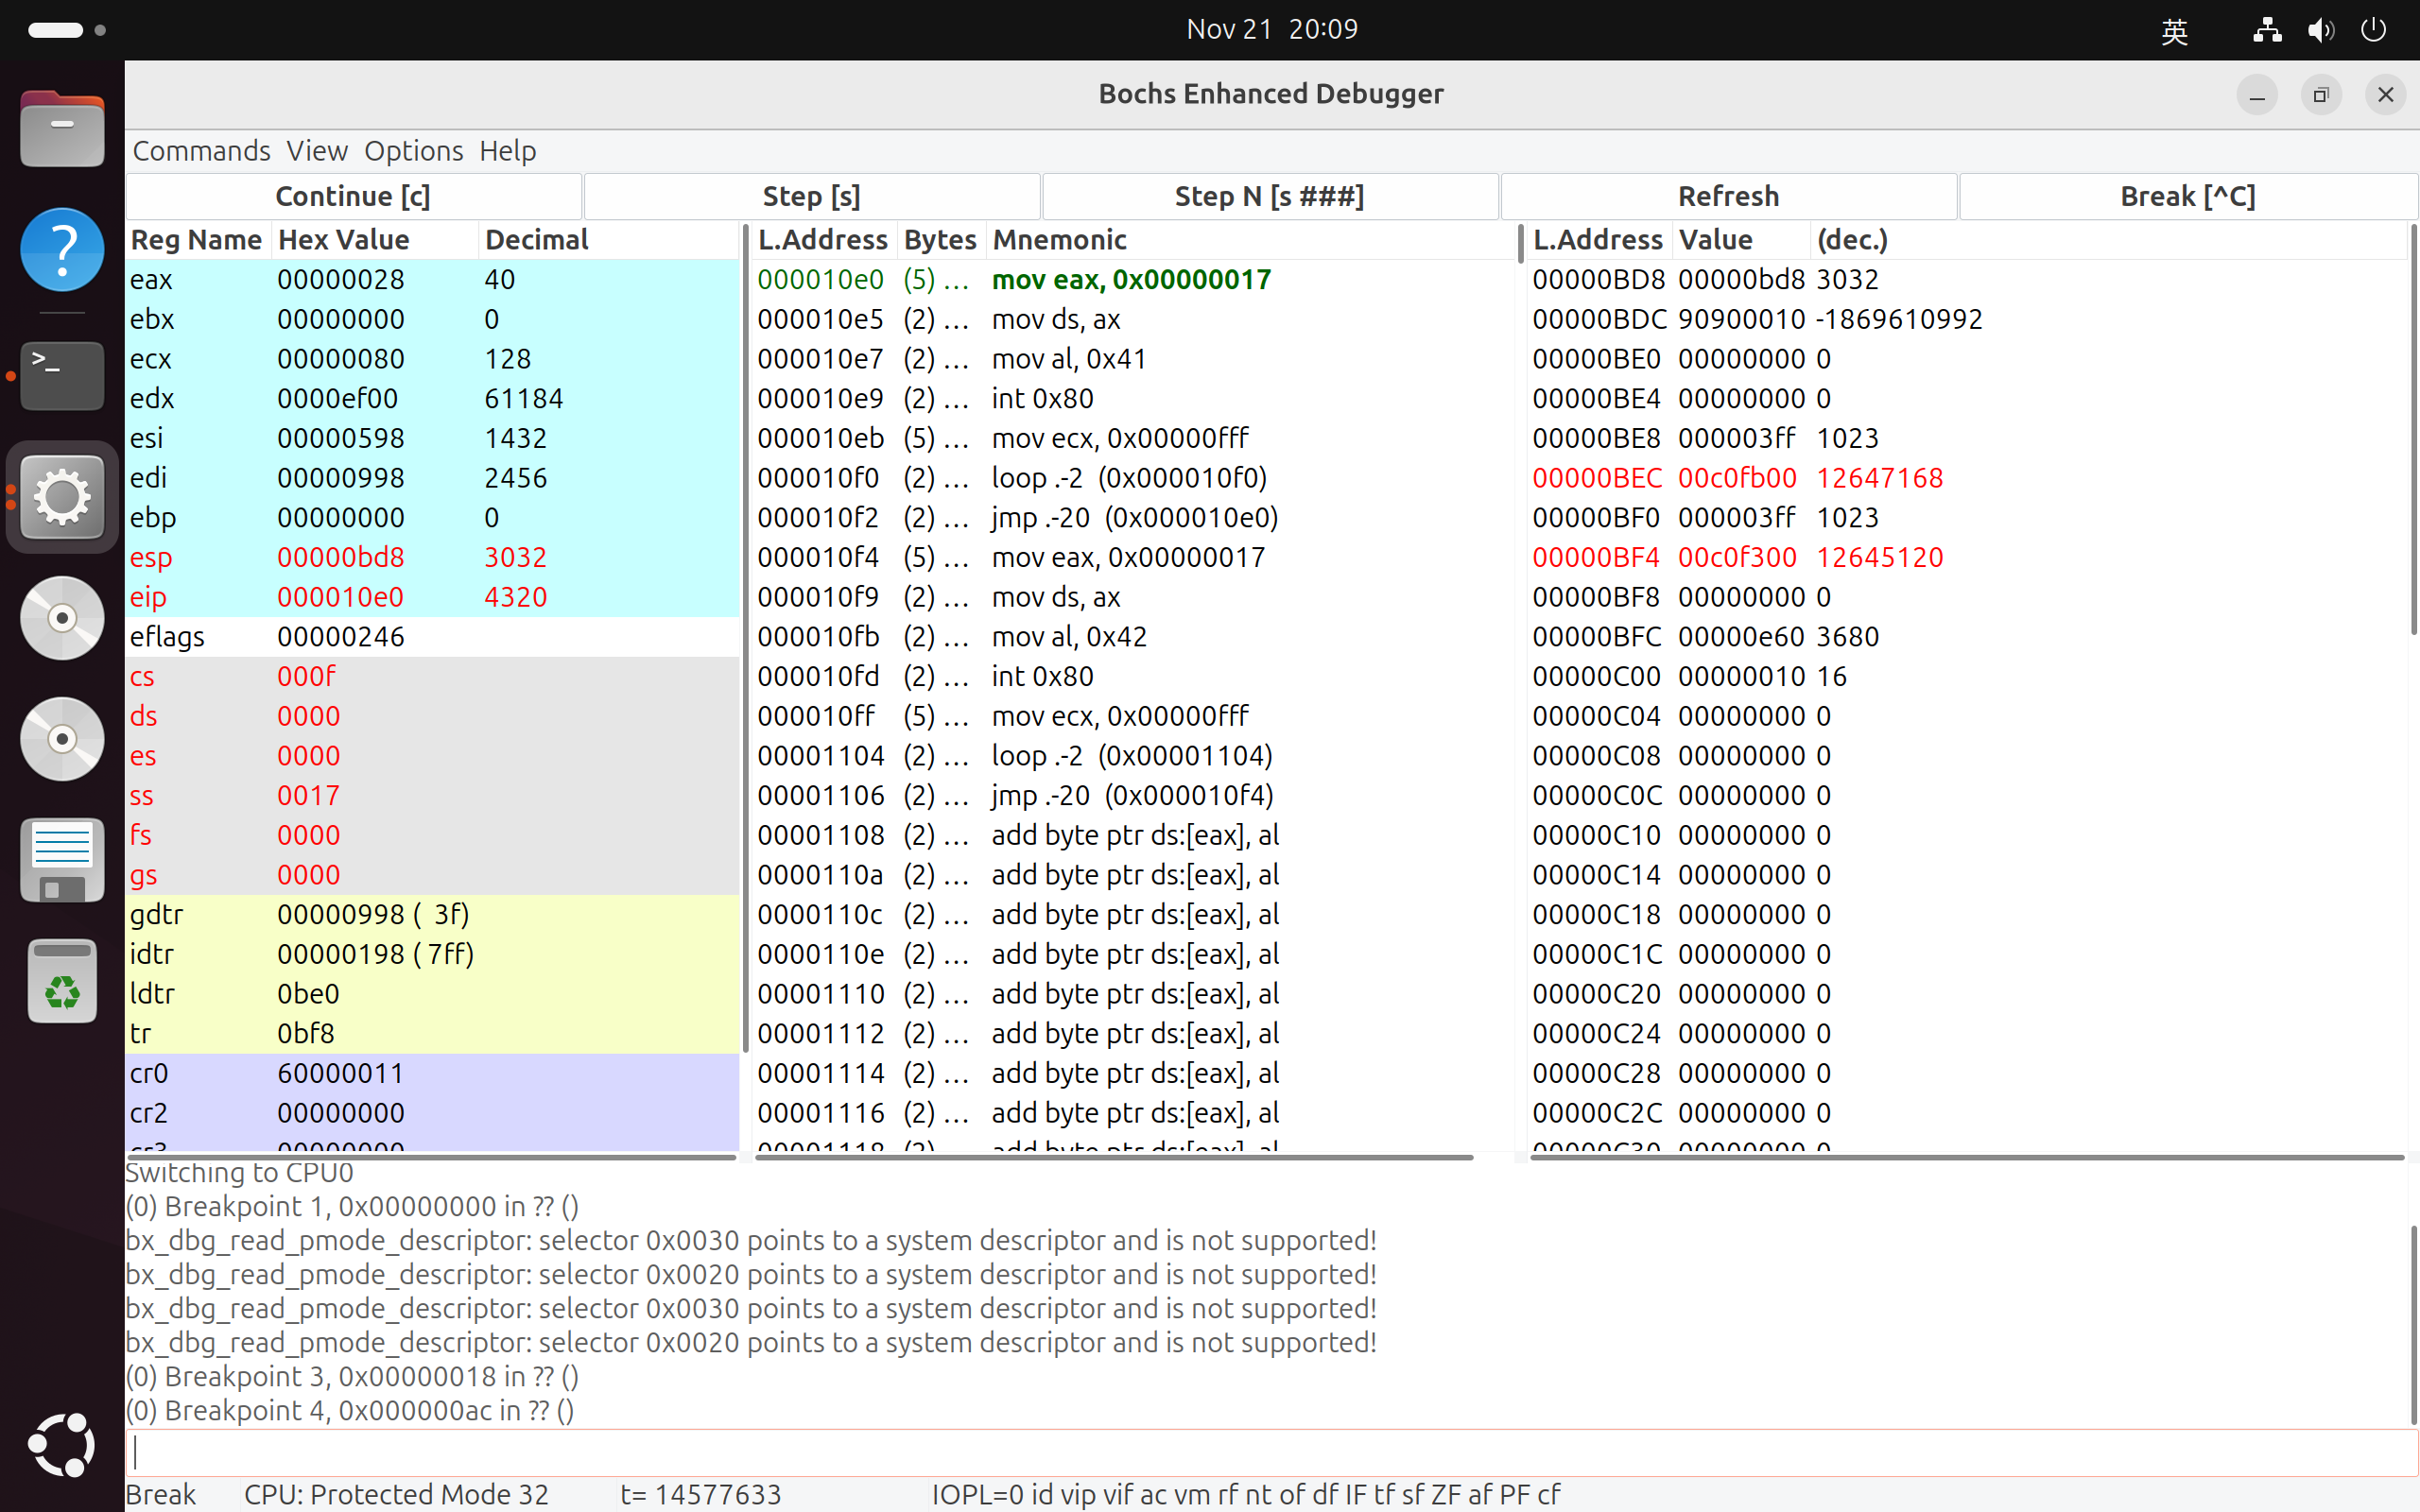 Nov 21 20:09
英
Bochs Enhanced Debugger
Commands View Options Help
Continue [c] Step [s] Step N [s ###] Refresh Break [^C]
Reg Name Hex Value Decimal L.Address Bytes Mnemonic L.Address Value (dec.)
eax 00000028 40 000010e0 (5) ... mov eax, 0x00000017 00000BD8 00000bd8 3032
ebx 00000000 0 000010e5 (2) ... mov ds, ax 00000BDC 90900010 -1869610992
ecx 00000080 128 000010e7 (2) ... mov al, 0x41 00000BE0 00000000 0
edx 0000ef00 61184 000010e9 (2) ... int 0x80 00000BE4 00000000 0
esi 00000598 1432 000010eb (5) ... mov ecx, 0x00000fff 00000BE8 000003ff 1023
edi 00000998 2456 000010f0 (2) ... loop .-2 (0x000010f0) 00000BEC 00c0fb00 12647168
ebp 00000000 0 000010f2 (2) ... jmp .-20 (0x000010e0) 00000BF0 000003ff 1023
esp 00000bd8 3032 000010f4 (5) ... mov eax, 0x00000017 00000BF4 00c0f300 12645120
eip 000010e0 4320 000010f9 (2) ... mov ds, ax 00000BF8 00000000 0
eflags 00000246 000010fb (2) ... mov al, 0x42 00000BFC 00000e60 3680
cs 000f 000010fd (2) ... int 0x80 00000C00 00000010 16
ds 0000 000010ff (5) ... mov ecx, 0x00000fff 00000C04 00000000 0
es 0000 00001104 (2) ... loop .-2 (0x00001104) 00000C08 00000000 0
ss 0017 00001106 (2) ... jmp .-20 (0x000010f4) 00000C0C 00000000 0
fs 0000 00001108 (2) ... add byte ptr ds:[eax], al 00000C10 00000000 0
gs 0000 0000110a (2) ... add byte ptr ds:[eax], al 00000C14 00000000 0
gdtr 00000998 ( 3f) 0000110c (2) ... add byte ptr ds:[eax], al 00000C18 00000000 0
idtr 00000198 ( 7ff) 0000110e (2) ... add byte ptr ds:[eax], al 00000C1C 00000000 0
ldtr 0be0 00001110 (2) ... add byte ptr ds:[eax], al 00000C20 00000000 0
tr 0bf8 00001112 (2) ... add byte ptr ds:[eax], al 00000C24 00000000 0
cr0 60000011 00001114 (2) ... add byte ptr ds:[eax], al 00000C28 00000000 0
cr2 00000000 00001116 (2) ... add byte ptr ds:[eax], al 00000C2C 00000000 0
cr3 00000000 00001118 (2) ... add byte ptr ds:[eax], al 00000C30 00000000 0
Switching to CPU0
(0) Breakpoint 1, 0x00000000 in ?? ()
bx_dbg_read_pmode_descriptor: selector 0x0030 points to a system descriptor and is not supported!
bx_dbg_read_pmode_descriptor: selector 0x0020 points to a system descriptor and is not supported!
bx_dbg_read_pmode_descriptor: selector 0x0030 points to a system descriptor and is not supported!
bx_dbg_read_pmode_descriptor: selector 0x0020 points to a system descriptor and is not supported!
(0) Breakpoint 3, 0x00000018 in ?? ()
(0) Breakpoint 4, 0x000000ac in ?? ()
Break CPU: Protected Mode 32 t= 14577633 IOPL=0 id vip vif ac vm rf nt of df IF tf sf ZF af PF cf